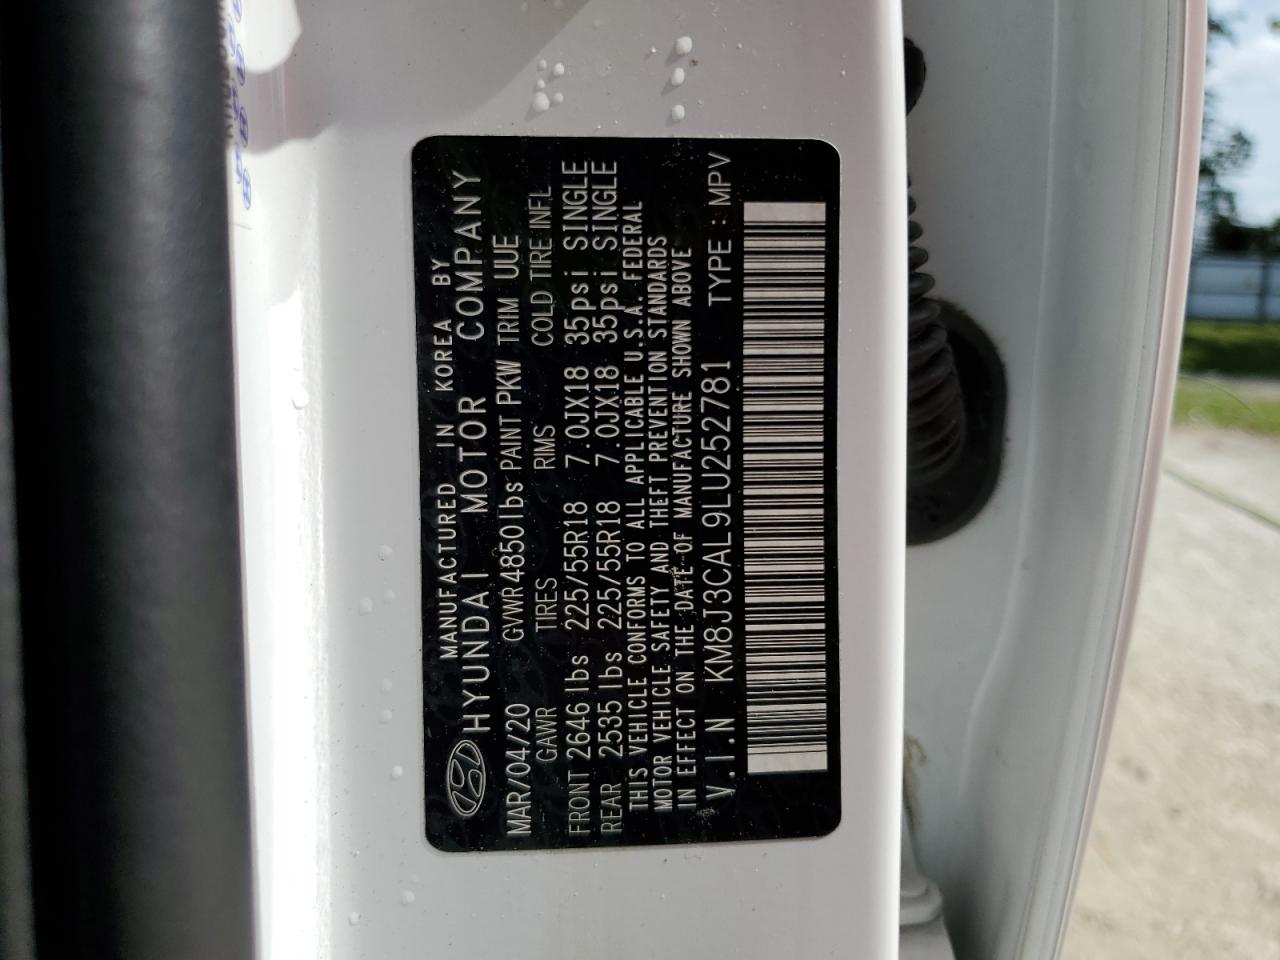 MANUFACTURED IN KOREA BY
HYUNDAI MOTOR COMPANY
MAR/04/20 GVWR 4850 lbs PAINT PKW TRIM UUE
GAWR TIRES RIMS COLD TIRE INFL
FRONT 2646 lbs 225/55R18 7.0JX18 35psi SINGLE
REAR 2535 lbs 225/55R18 7.0JX18 35psi SINGLE
THIS VEHICLE CONFORMS TO ALL APPLICABLE U.S.A. FEDERAL
MOTOR VEHICLE SAFETY AND THEFT PREVENTION STANDARDS
IN EFFECT ON THE DATE OF MANUFACTURE SHOWN ABOVE
V.I.N KM8J3CAL9LU252781 TYPE : MPV